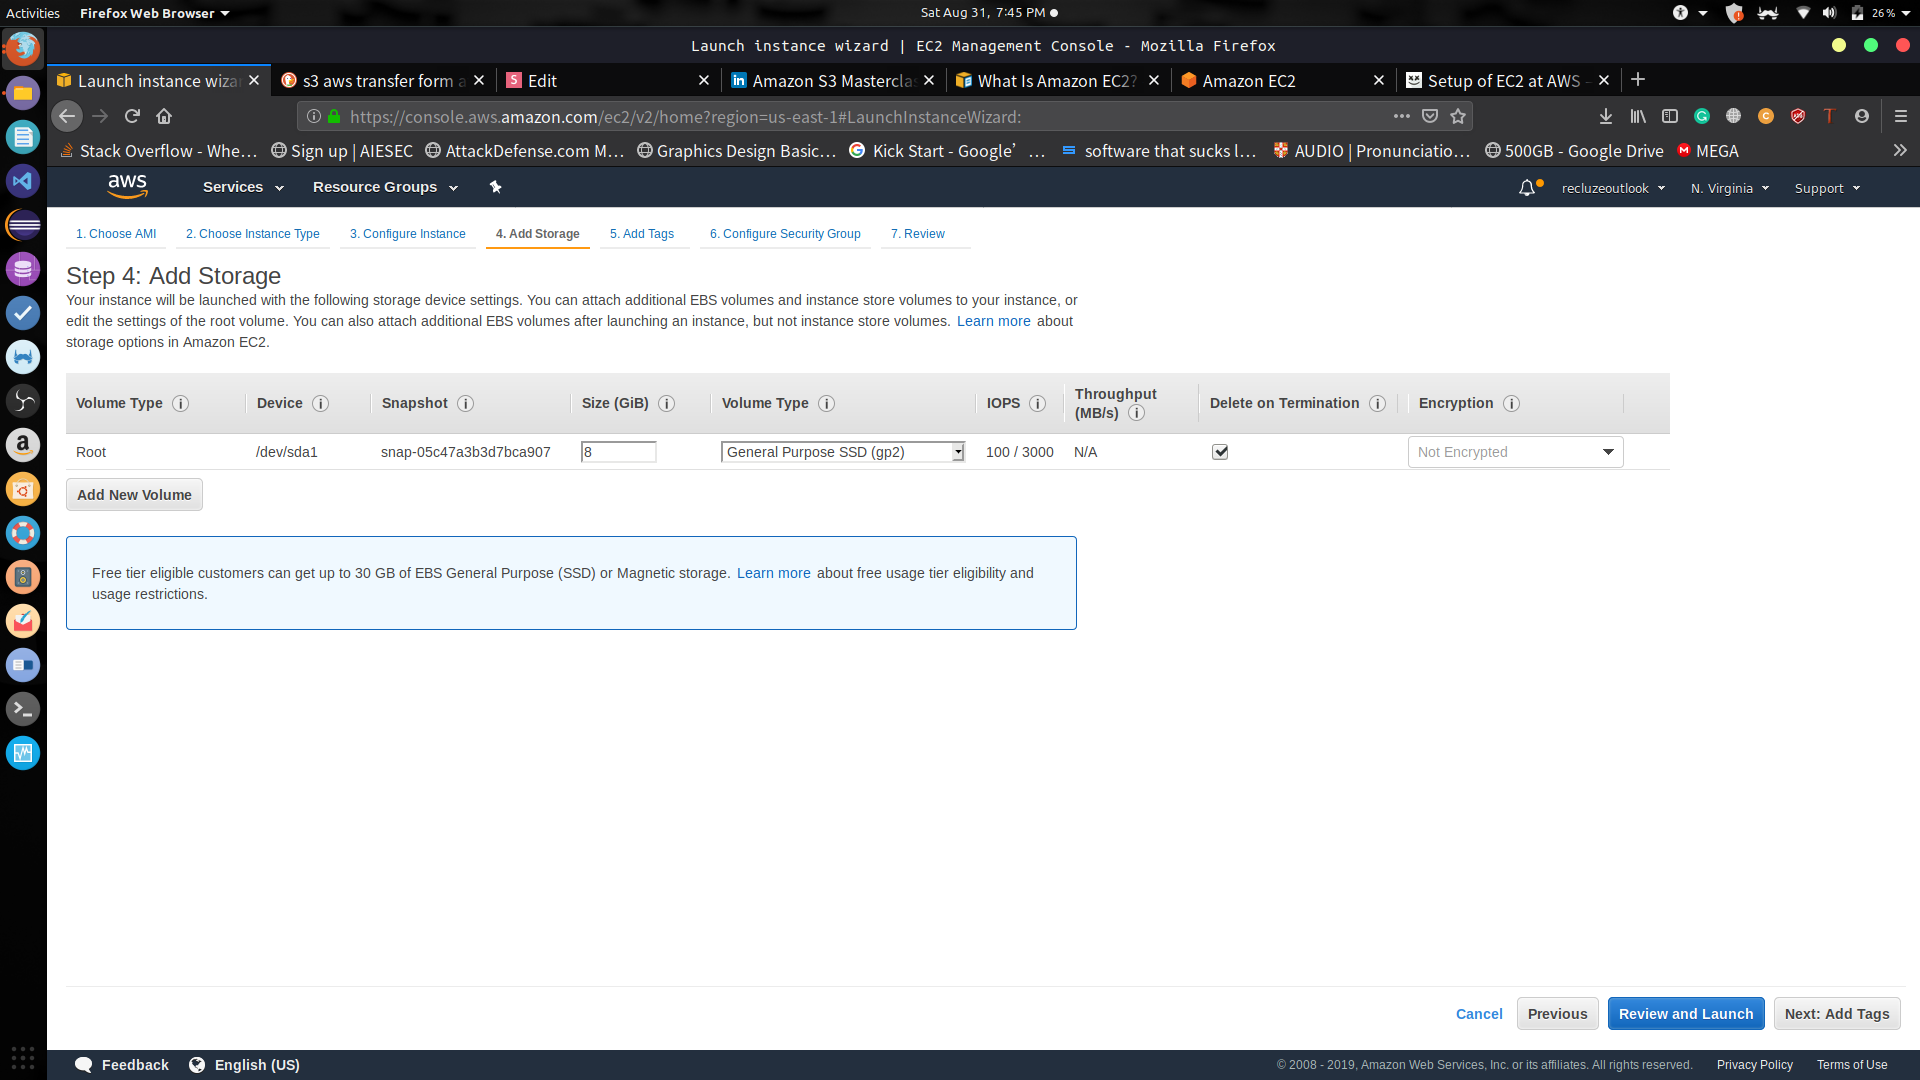 Activities Firefox Web Browser Sat Aug 31, 7:45 PM 26%
Launch instance wizard | EC2 Management Console - Mozilla Firefox
Launch instance wiza s3 aws transfer form a Edit Amazon S3 Masterclas What Is Amazon EC2? Amazon EC2 Setup of EC2 at AWS -
https://console.aws.amazon.com/ec2/v2/home?region=us-east-1#LaunchInstanceWizard:
Stack Overflow - Whe… Sign up | AIESEC AttackDefense.com M… Graphics Design Basic… Kick Start - Google’ … software that sucks l… AUDIO | Pronunciatio… 500GB - Google Drive MEGA
aws Services Resource Groups recluzeoutlook N. Virginia Support
1. Choose AMI 2. Choose Instance Type 3. Configure Instance 4. Add Storage 5. Add Tags 6. Configure Security Group 7. Review
Step 4: Add Storage
Your instance will be launched with the following storage device settings. You can attach additional EBS volumes and instance store volumes to your instance, or
edit the settings of the root volume. You can also attach additional EBS volumes after launching an instance, but not instance store volumes. Learn more about
storage options in Amazon EC2.
Volume Type Device Snapshot Size (GiB) Volume Type IOPS Throughput (MB/s) Delete on Termination Encryption
Root /dev/sda1 snap-05c47a3b3d7bca907 8 General Purpose SSD (gp2) 100 / 3000 N/A Not Encrypted
Add New Volume
Free tier eligible customers can get up to 30 GB of EBS General Purpose (SSD) or Magnetic storage. Learn more about free usage tier eligibility and
usage restrictions.
Cancel Previous Review and Launch Next: Add Tags
Feedback English (US) © 2008 - 2019, Amazon Web Services, Inc. or its affiliates. All rights reserved. Privacy Policy Terms of Use